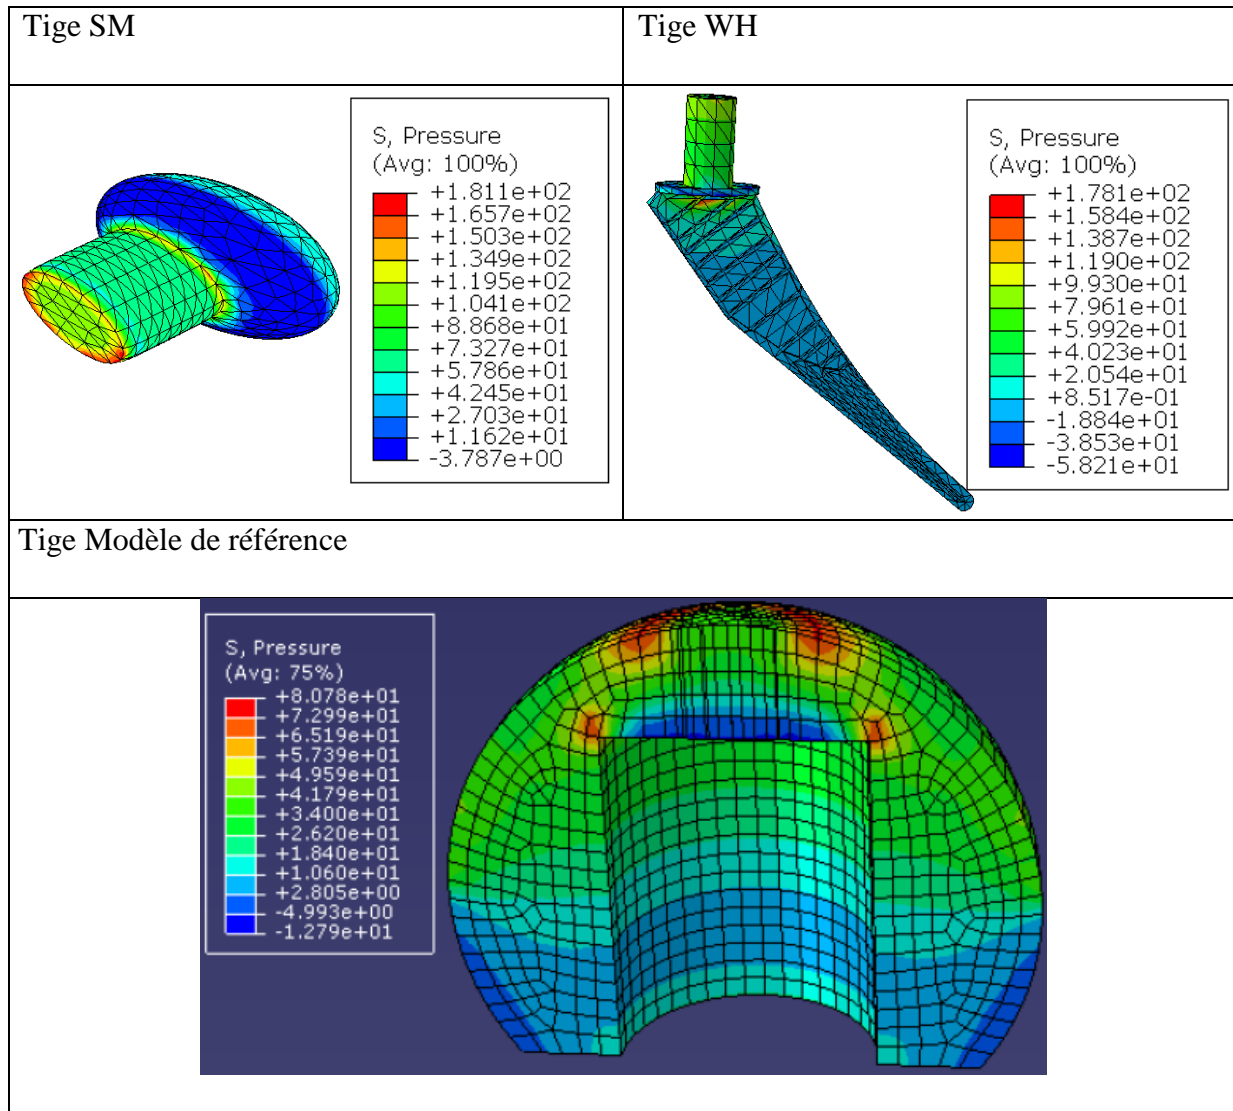 Tige SM
Tige WH
S, Pressure
(Avg: 100%)
+1.811e+02
+1.657e+02
+1.503e+02
+1.349e+02
+1.195e+02
+1.041e+02
+8.868e+01
+7.327e+01
+5.786e+01
+4.245e+01
+2.703e+01
+1.162e+01
-3.787e+00
S, Pressure
(Avg: 100%)
+1.781e+02
+1.584e+02
+1.387e+02
+1.190e+02
+9.930e+01
+7.961e+01
+5.992e+01
+4.023e+01
+2.054e+01
+8.517e-01
-1.884e+01
-3.853e+01
-5.821e+01
Tige Modèle de référence
S, Pressure
(Avg: 75%)
+8.078e+01
+7.299e+01
+6.519e+01
+5.739e+01
+4.959e+01
+4.179e+01
+3.400e+01
+2.620e+01
+1.840e+01
+1.060e+01
+2.805e+00
-4.993e+00
-1.279e+01